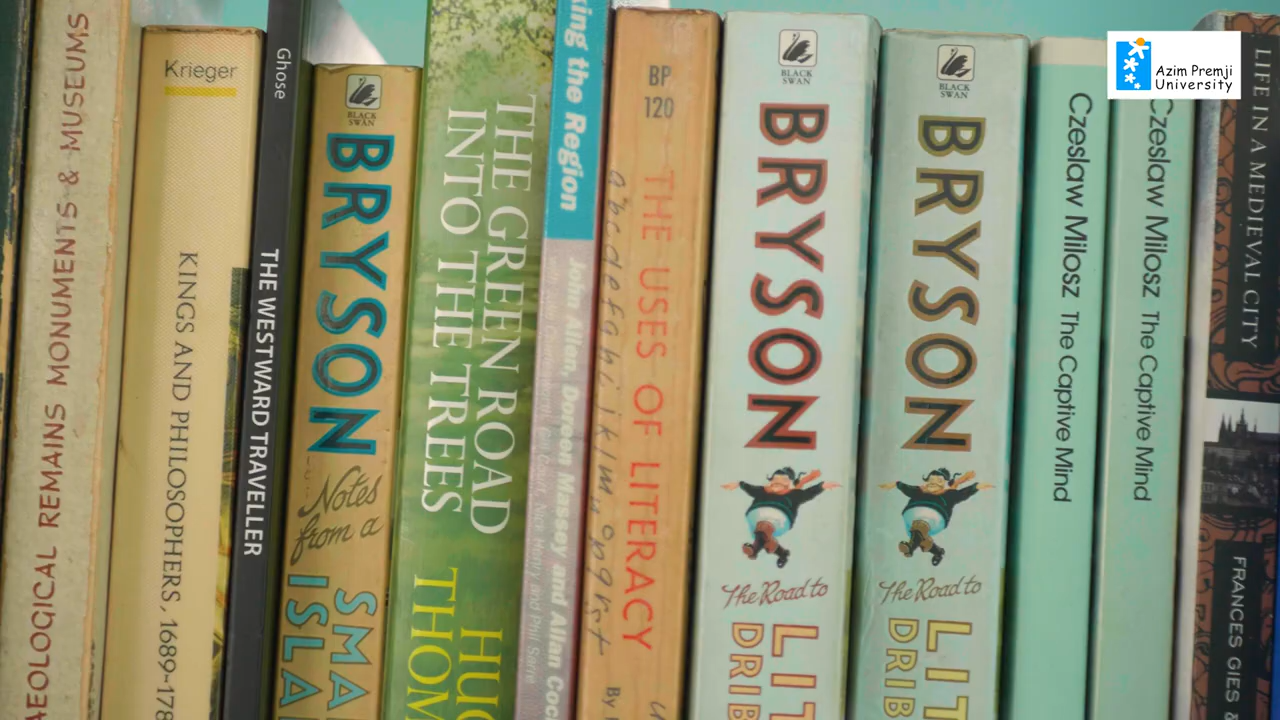 AEOLOGICAL REMAINS MONUMENTS & MUSEUMS
Krieger
KINGS AND PHILOSOPHERS, 1689-178
Ghose
THE WESTWARD TRAVELLER
BLACK
SWAN
BRYSON
Notes
from a
SMA
ISLA
THE GREEN ROAD
INTO THE TREES
HUG
THOM
king the Region
John Allen, Doreen Massey and Allan Coc
BP
120
THE USES OF LITERACY
By
BLACK
SWAN
BRYSON
The Road to
LIT
DRIB
BLACK
SWAN
BRYSON
The Road to
LIT
DRIB
Czeslaw Milosz The Captive Mind
Czeslaw Milosz The Captive Mind
LIFE IN A MEDIEVAL CITY
FRANCES GIES &
Azim Premji
University